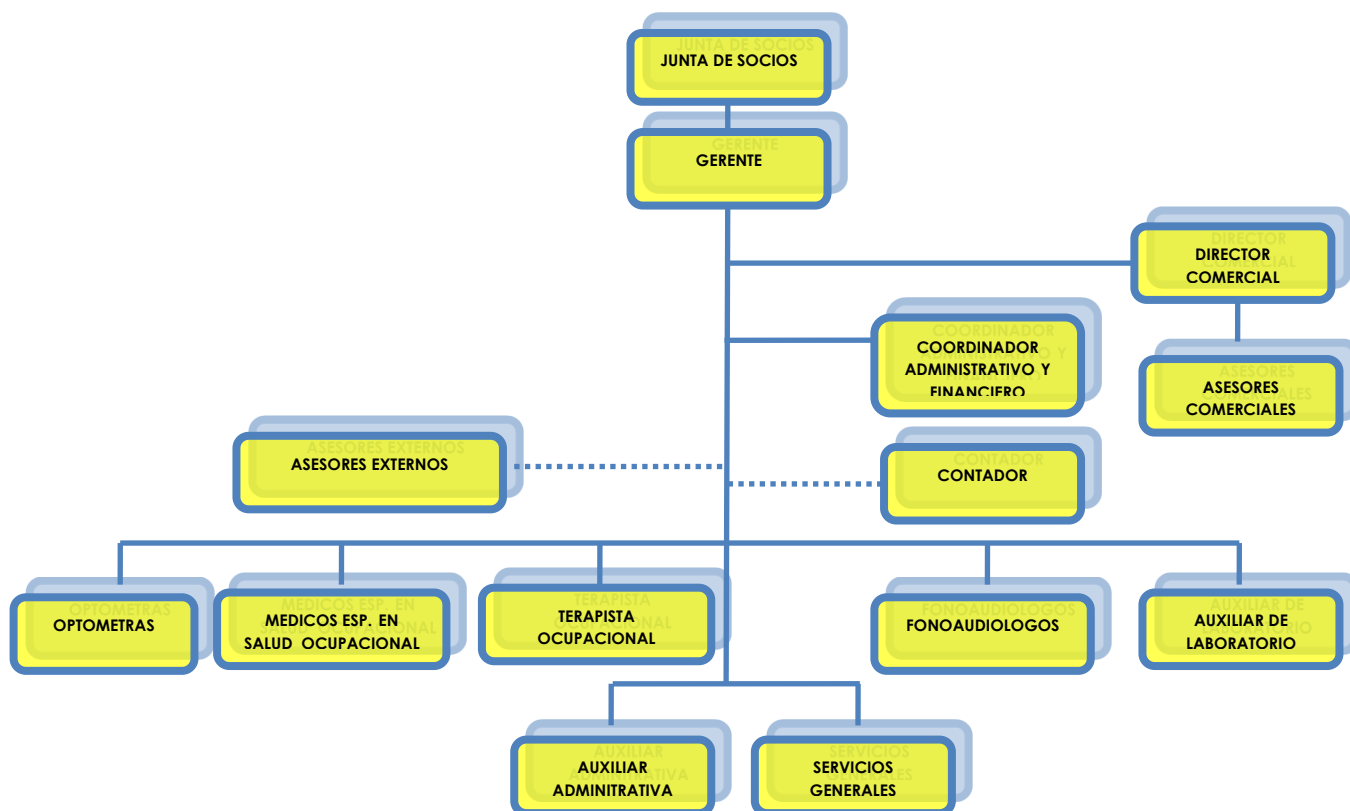 JUNTA DE SOCIOS
GERENTE
DIRECTOR
COMERCIAL
COORDINADOR
ADMINISTRATIVO Y
FINANCIERO
ASESORES
COMERCIALES
ASESORES EXTERNOS
CONTADOR
OPTOMETRAS
MEDICOS ESP. EN
SALUD  OCUPACIONAL
TERAPISTA
OCUPACIONAL
FONOAUDIOLOGOS
AUXILIAR DE
LABORATORIO
AUXILIAR
ADMINITRATIVA
SERVICIOS
GENERALES